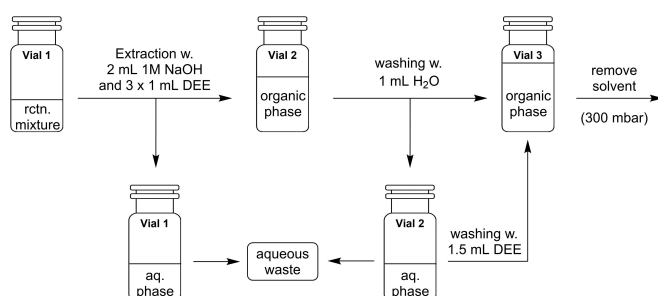 Vial 1
rctn.
mixture
Extraction w.
2 mL 1M NaOH
and 3 x 1 mL DEE
Vial 2
organic
phase
washing w.
1 mL H₂O
Vial 3
organic
phase
remove
solvent
(300 mbar)
Vial 1
aq.
phase
aqueous
waste
Vial 2
aq.
phase
washing w.
1.5 mL DEE